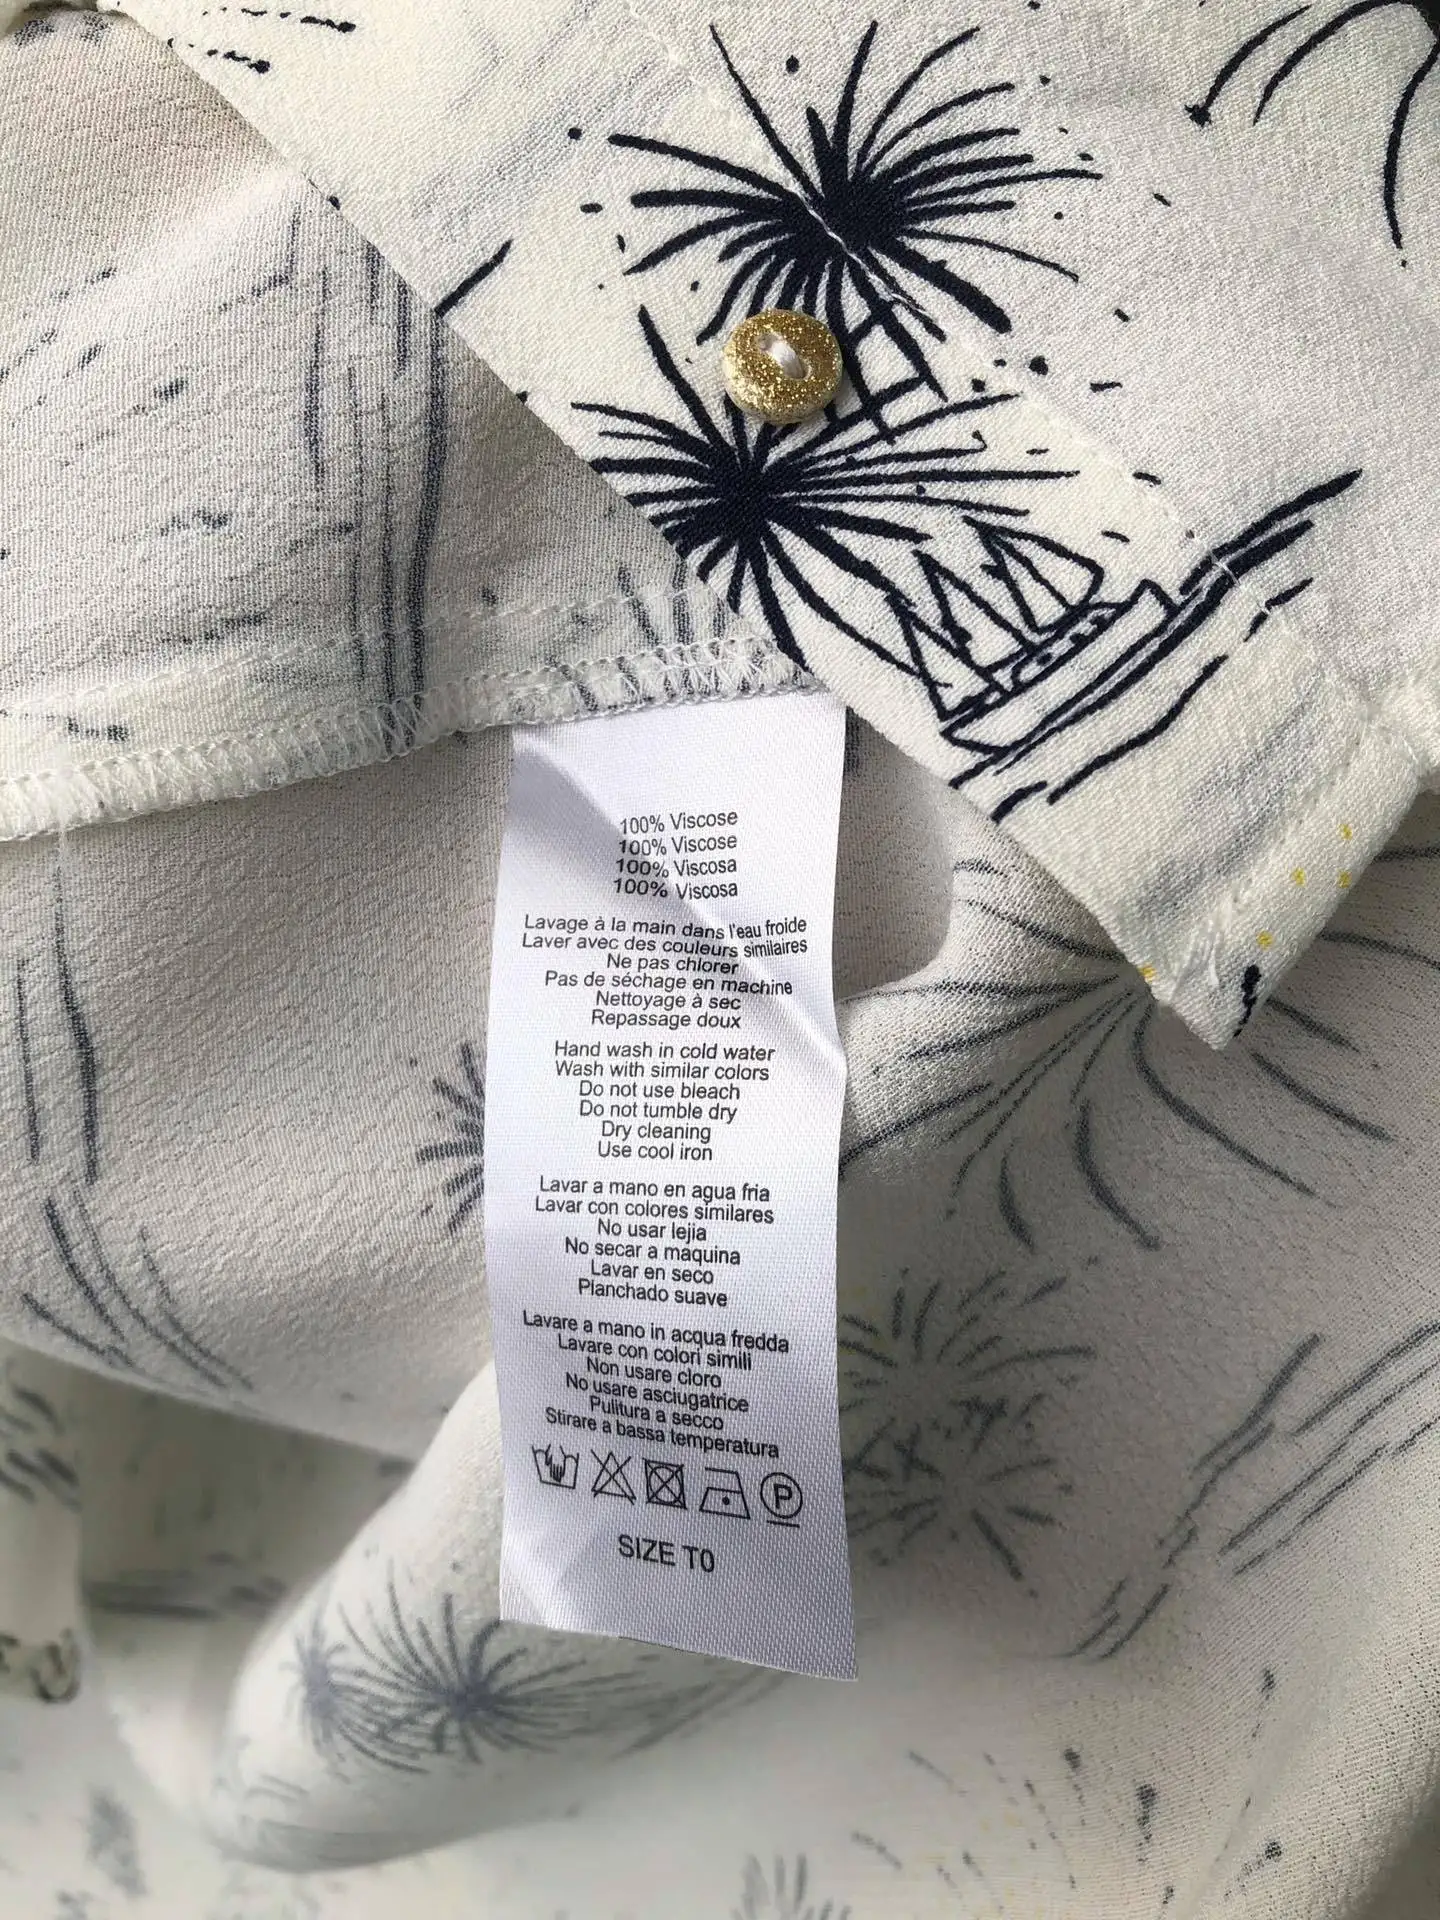 100% Viscose
100% Viscose
100% Viscosa
100% Viscosa
Lavage à la main dans l'eau froide
Laver avec des couleurs similaires
Ne pas chlorer
Pas de séchage en machine
Nettoyage à sec
Repassage doux
Hand wash in cold water
Wash with similar colors
Do not use bleach
Do not tumble dry
Dry cleaning
Use cool iron
Lavar a mano en agua fria
Lavar con colores similares
No usar lejia
No secar a maquina
Lavar en seco
Planchado suave
Lavare a mano in acqua fredda
Lavare con colori simili
Non usare cloro
No usare asciugatrice
Pulitura a secco
Stirare a bassa temperatura
P
SIZE T0